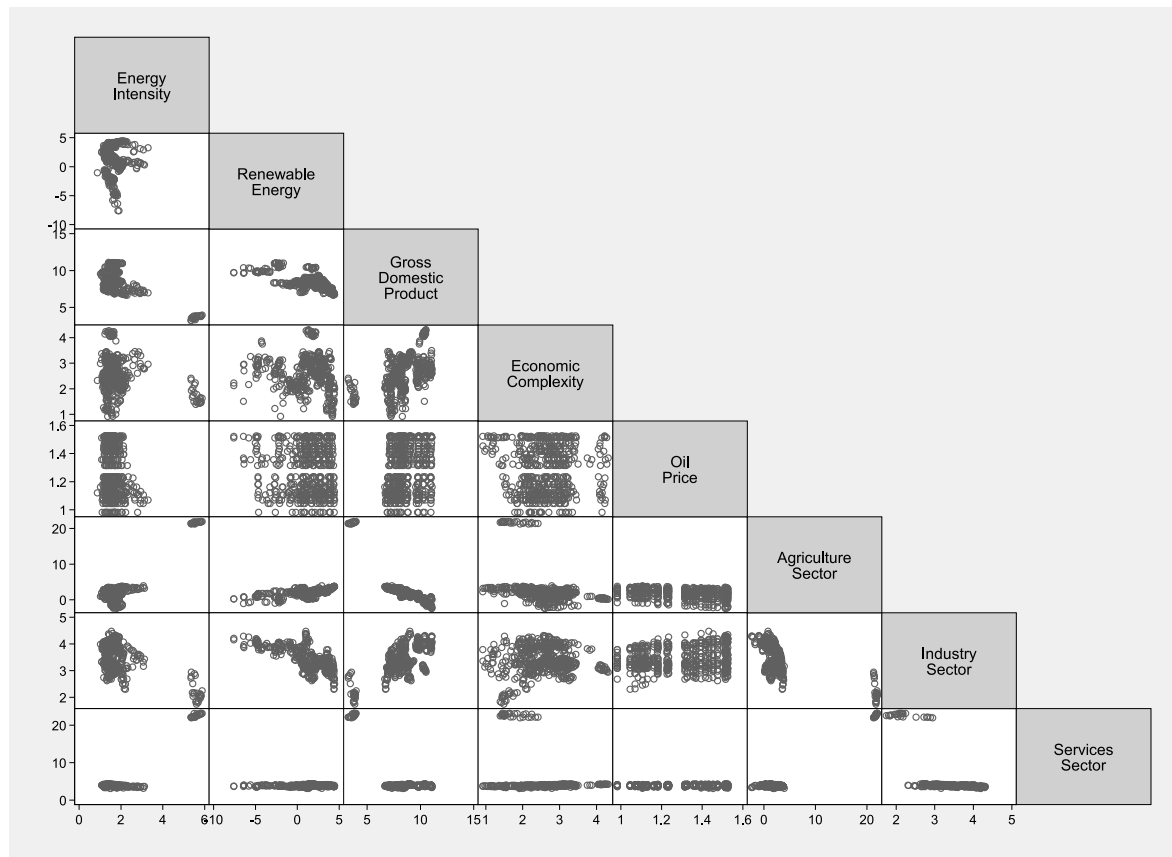 Energy
Intensity
5
0
-5
-10
Renewable
Energy
15
10
5
Gross
Domestic
Product
4
3
2
1
Economic
Complexity
1.6
1.4
1.2
1
Oil
Price
20
10
0
Agriculture
Sector
5
4
3
2
Industry
Sector
20
10
0
Services
Sector
0 2 4 6 -10 -5 0 5 5 10 15 1 2 3 4 1 1.2 1.4 1.6 0 10 20 2 3 4 5